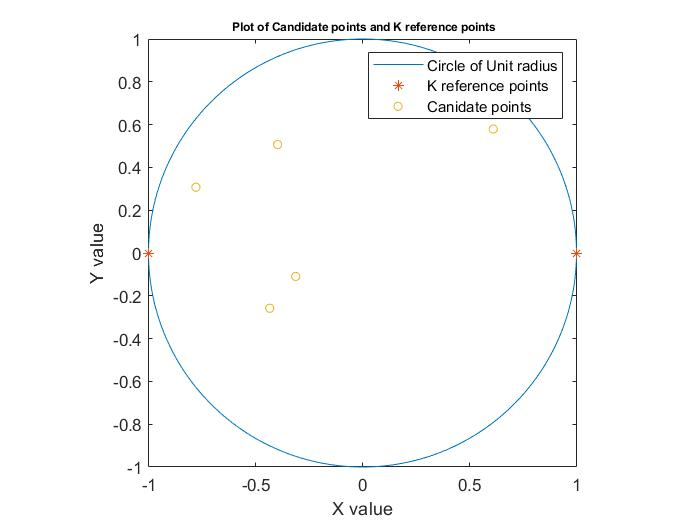 Plot of Candidate points and K reference points
Circle of Unit radius
K reference points
Canidate points
1
0.8
0.6
0.4
0.2
0
-0.2
-0.4
-0.6
-0.8
-1
Y value
-1 -0.5 0 0.5 1
X value